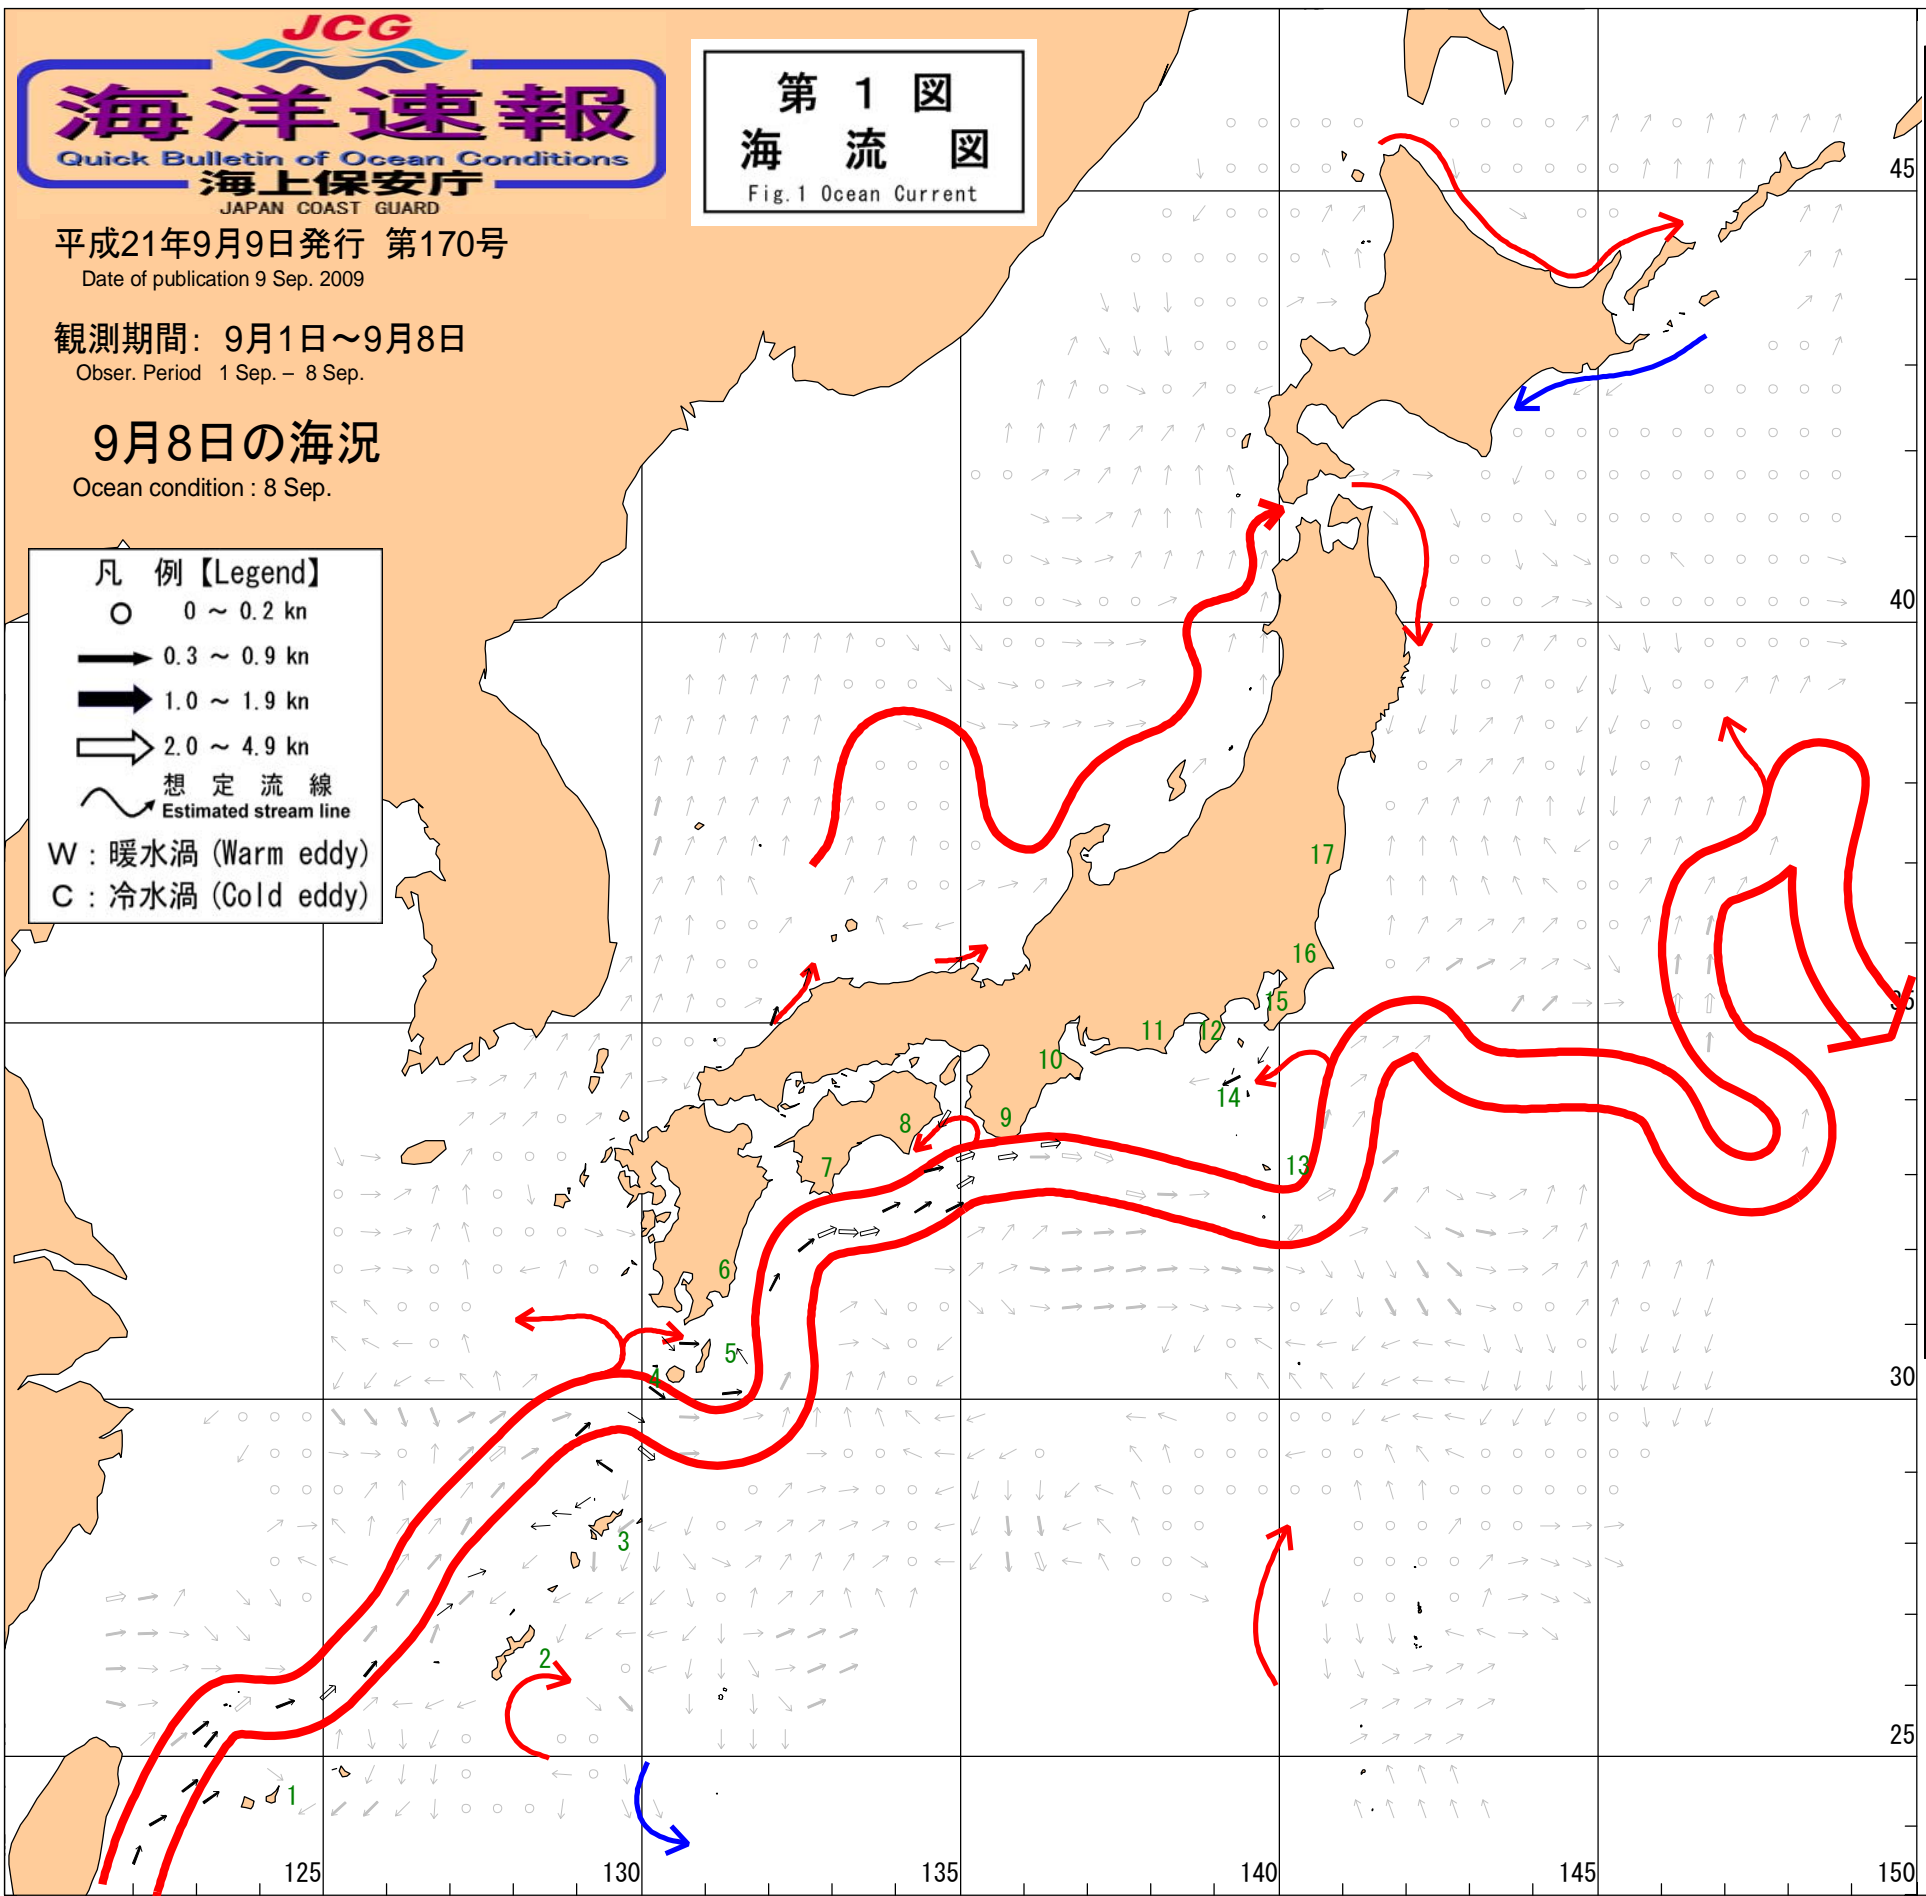 JCG
海洋速報
Quick Bulletin of Ocean Conditions
海上保安庁
JAPAN COAST GUARD
第 1 図
海 流 図
Fig.1 Ocean Current
平成21年9月9日発行 第170号
Date of publication 9 Sep. 2009
観測期間: 9月1日～9月8日
Obser. Period 1 Sep. – 8 Sep.
9月8日の海況
Ocean condition : 8 Sep.
凡 例【Legend】
0 ～ 0.2 kn
0.3 ～ 0.9 kn
1.0 ～ 1.9 kn
2.0 ～ 4.9 kn
想 定 流 線
Estimated stream line
W : 暖水渦 (Warm eddy)
C : 冷水渦 (Cold eddy)
45
40
35
30
25
17
16
15
14
13
12
11
10
9
8
7
6
5
4
3
2
1
125
130
135
140
145
150